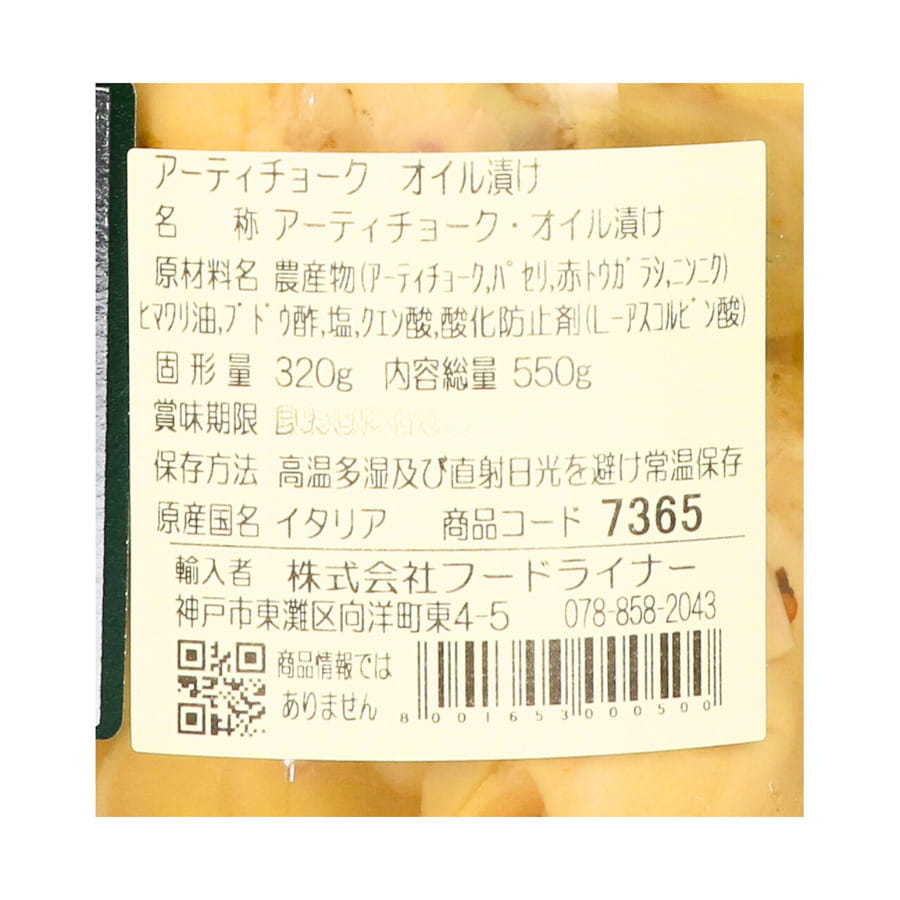 アーティチョーク　オイル漬け
名　　称 アーティチョーク・オイル漬け
原材料名 農産物(ｱｰﾃｨﾁｮｰｸ,ﾊﾟｾﾘ,赤ﾄｳｶﾞﾗｼ,ﾆﾝﾆｸ)
ﾋﾏﾜﾘ油,ﾌﾞﾄﾞｳ酢,塩,ｸｴﾝ酸,酸化防止剤(L-ｱｽｺﾙﾋﾞﾝ酸)
固形量 320g　内容総量 550g
賞味期限
保存方法 高温多湿及び直射日光を避け常温保存
原産国名 イタリア　商品コード 7365
輸入者　株式会社フードライナー
神戸市東灘区向洋町東4-5　078-858-2043
商品情報では
ありません
8001653000500